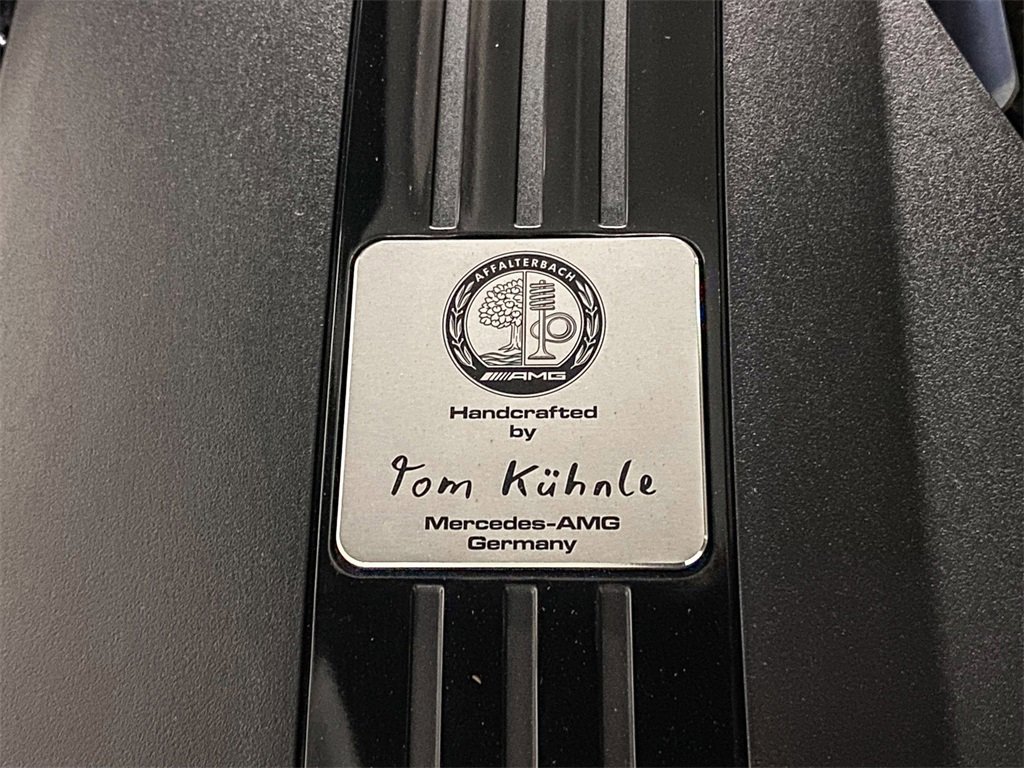 AFFALTERBACH
AMG
Handcrafted
by
Tom Kühnle
Mercedes-AMG
Germany